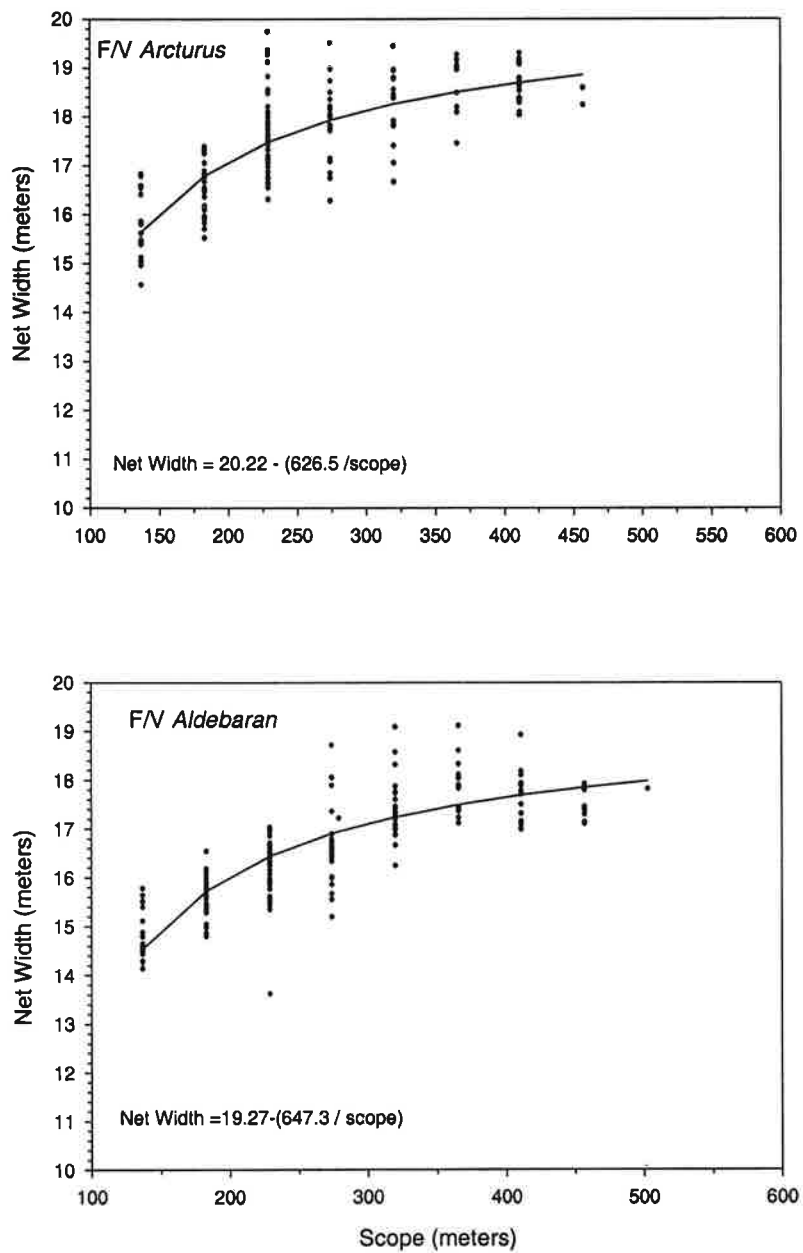 20
F/V Arcturus
19
18
17
16
15
14
13
12
11
10
Net Width (meters)
Net Width = 20.22 - (626.5 /scope)
100 150 200 250 300 350 400 450 500 550 600
20
F/V Aldebaran
19
18
17
16
15
14
13
12
11
10
Net Width (meters)
Net Width =19.27-(647.3 / scope)
100 200 300 400 500 600
Scope (meters)